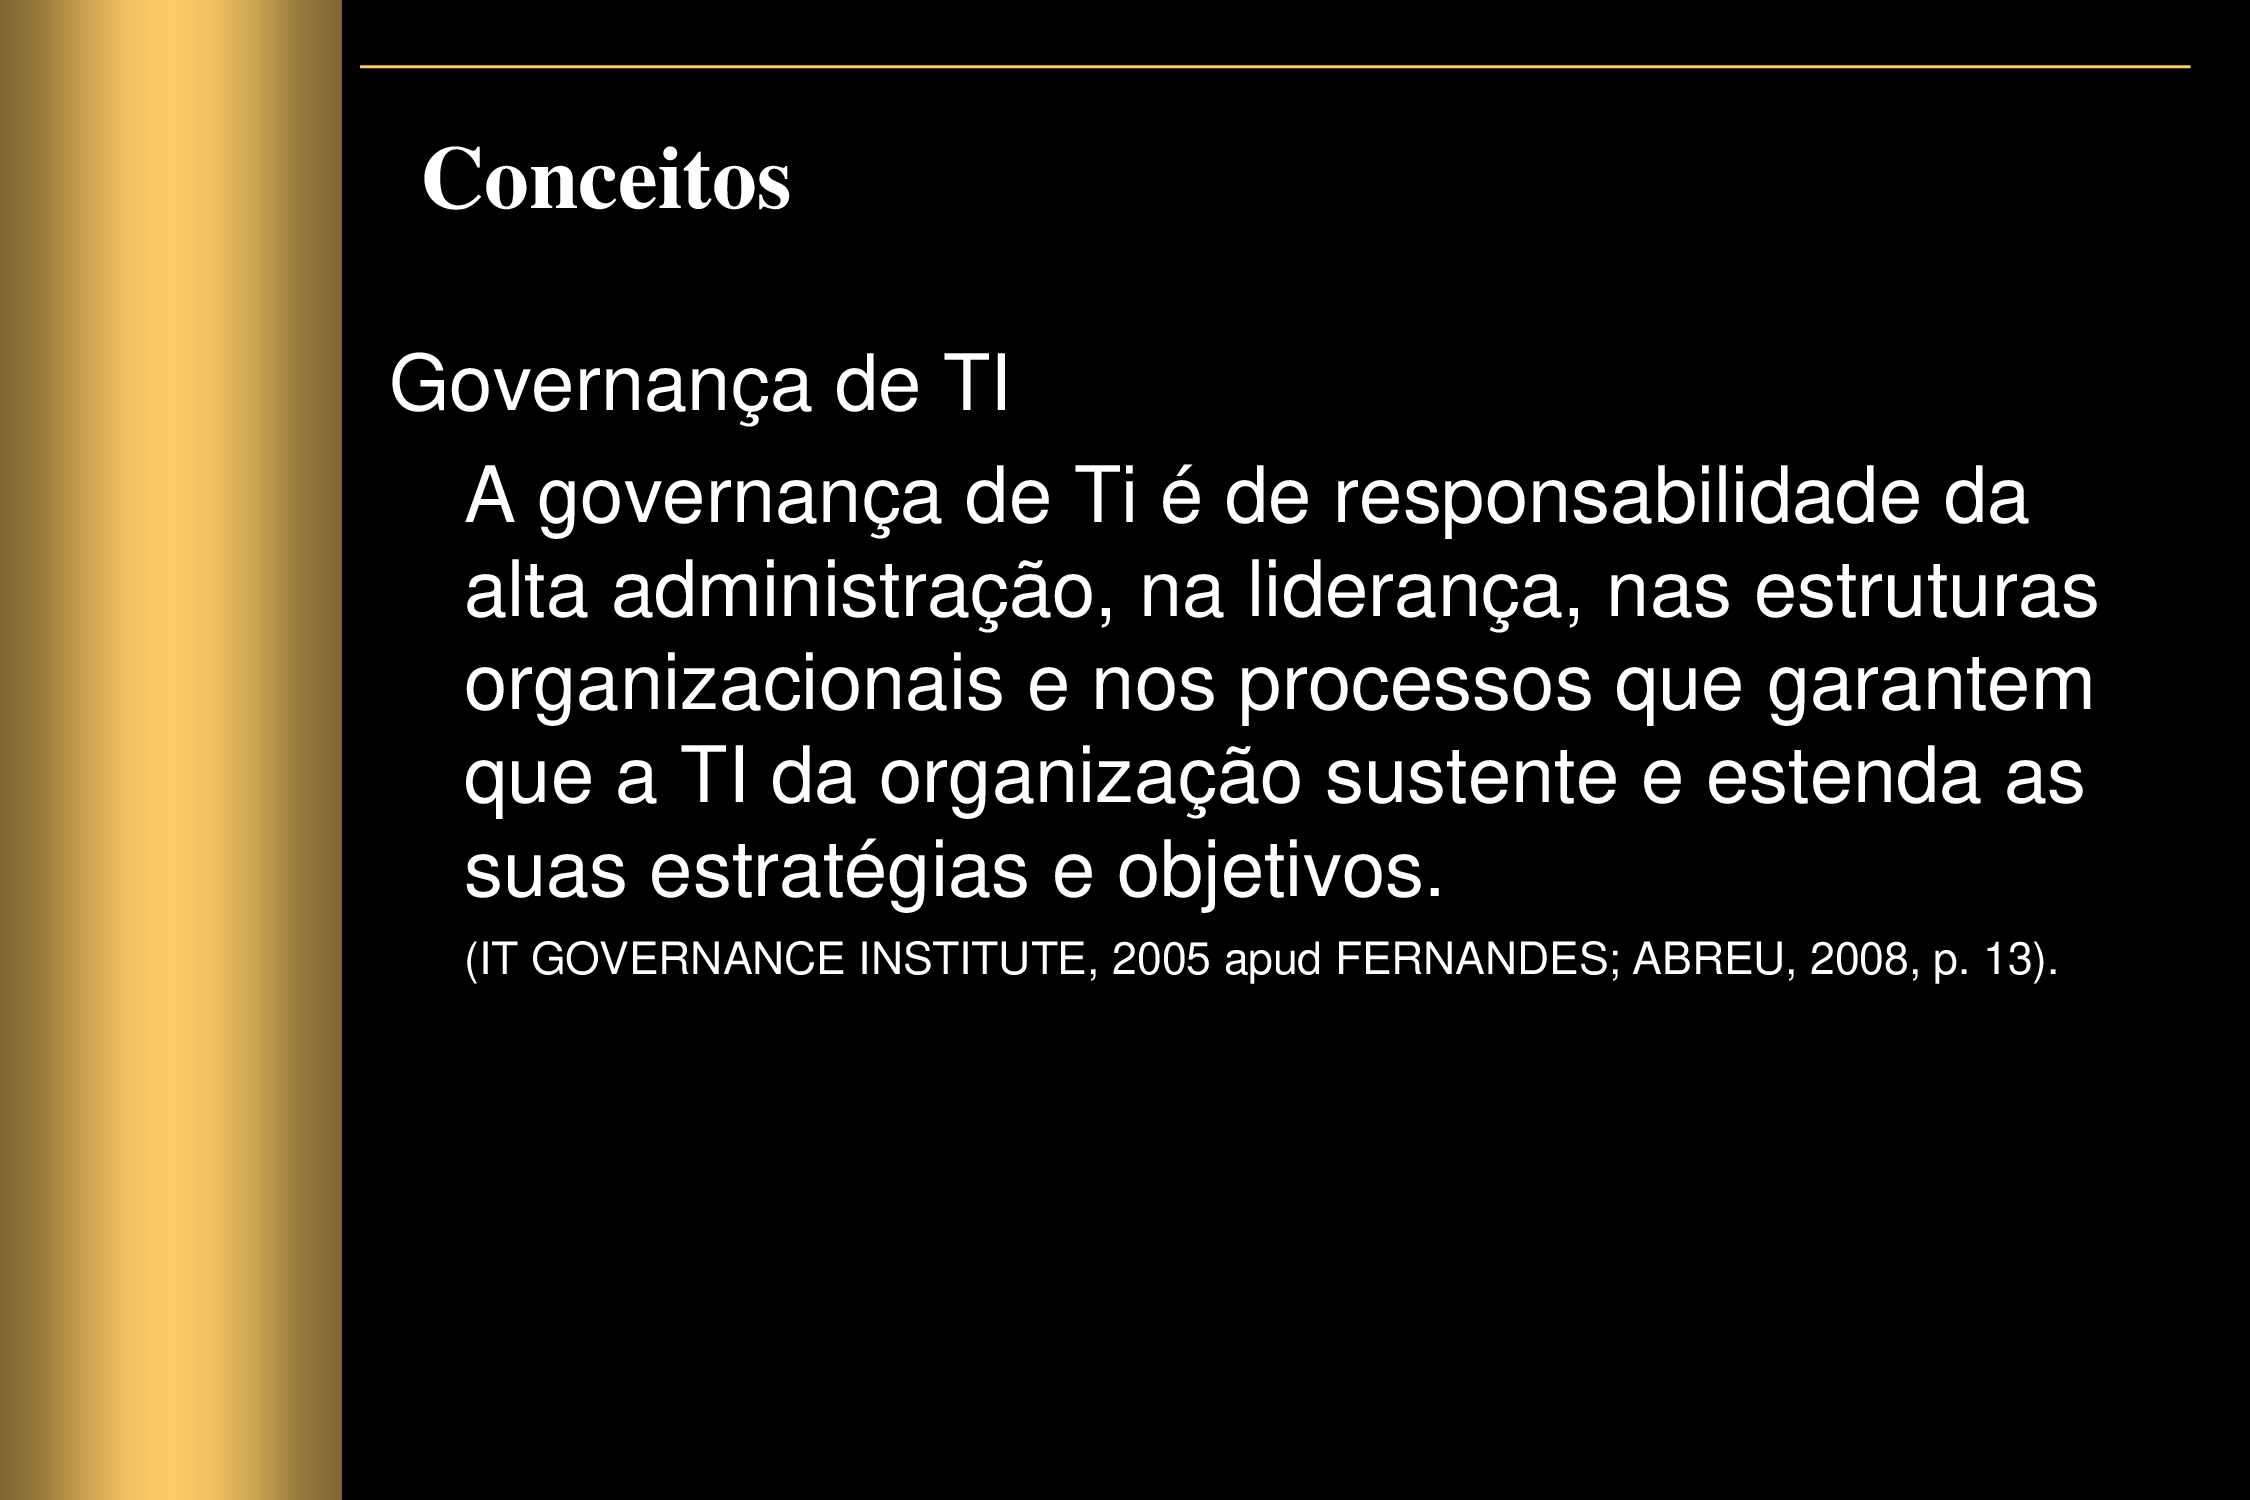 Conceitos
Governança de TI
A governança de Ti é de responsabilidade da
alta administração, na liderança, nas estruturas
organizacionais e nos processos que garantem
que a TI da organização sustente e estenda as
suas estratégias e objetivos.
(IT GOVERNANCE INSTITUTE, 2005 apud FERNANDES; ABREU, 2008, p. 13).